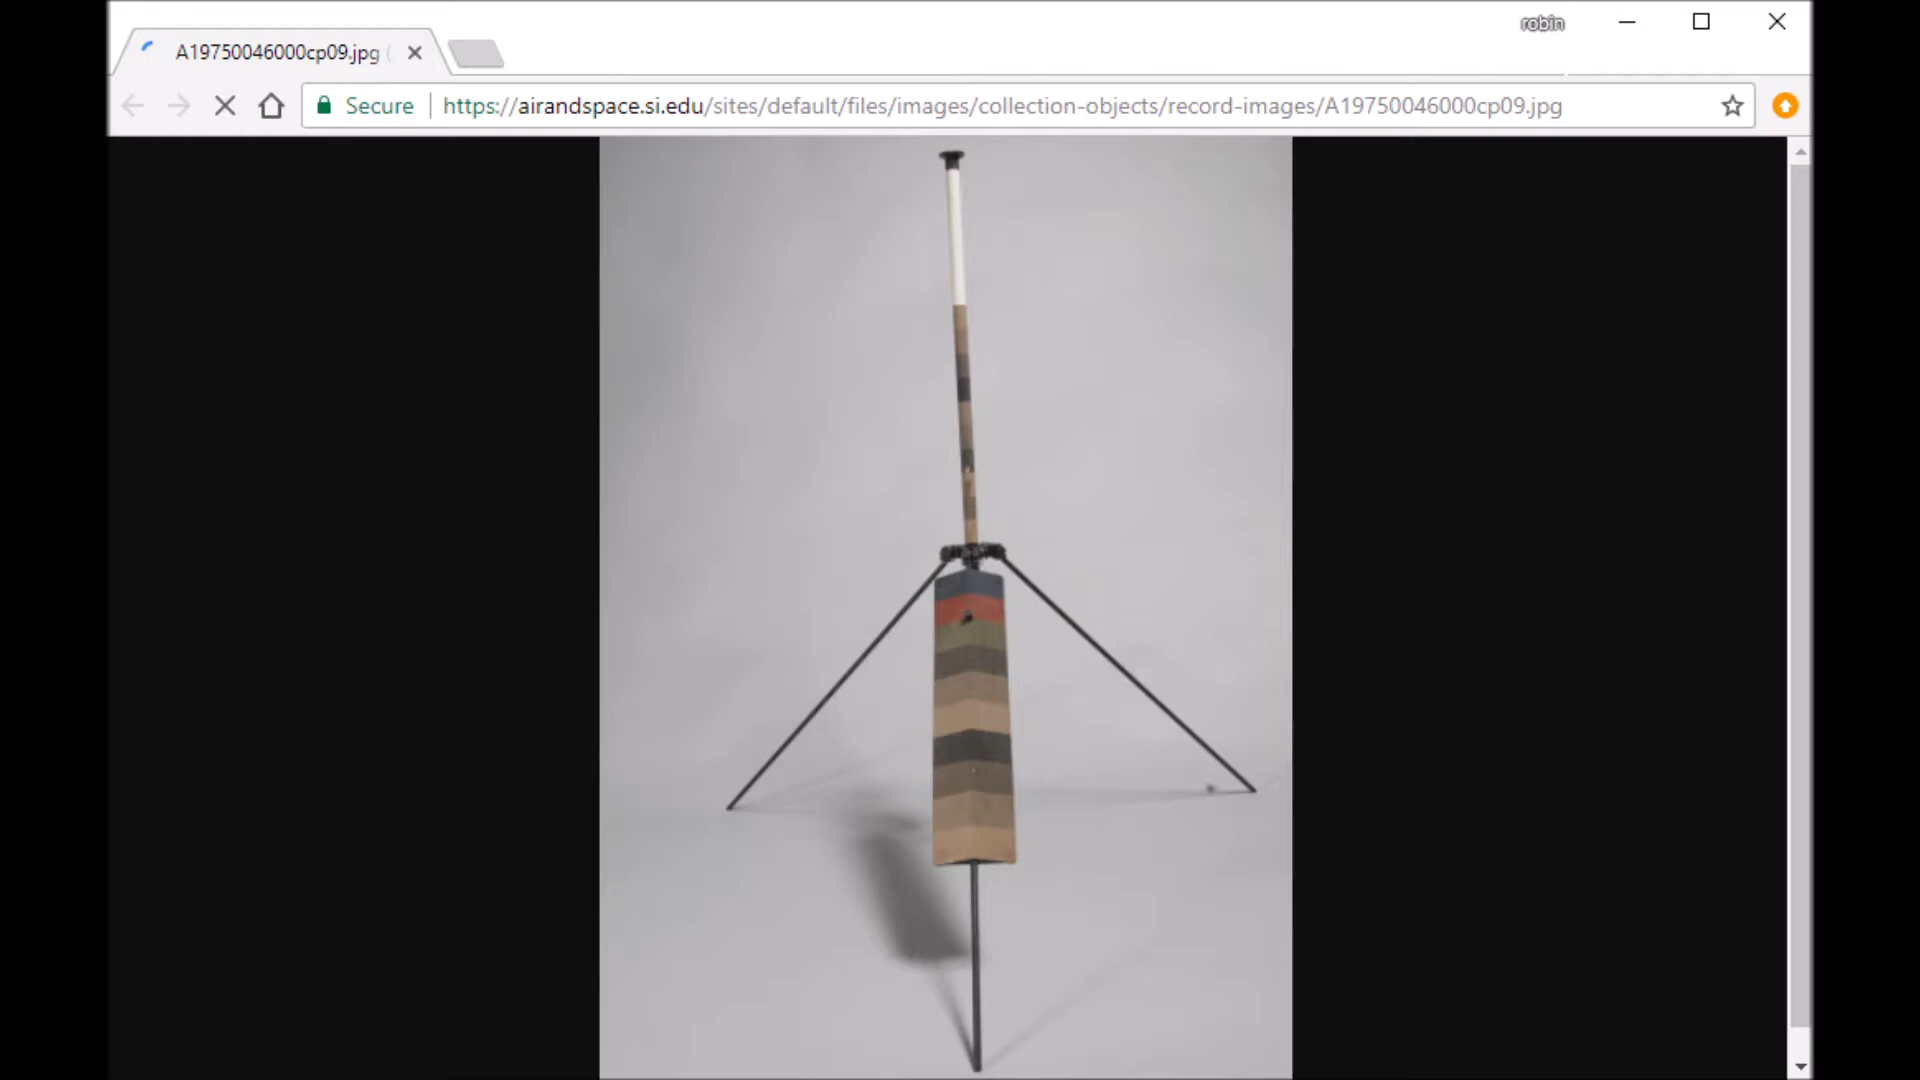 robin
A19750046000cp09.jpg (
Secure https://airandspace.si.edu/sites/default/files/images/collection-objects/record-images/A19750046000cp09.jpg